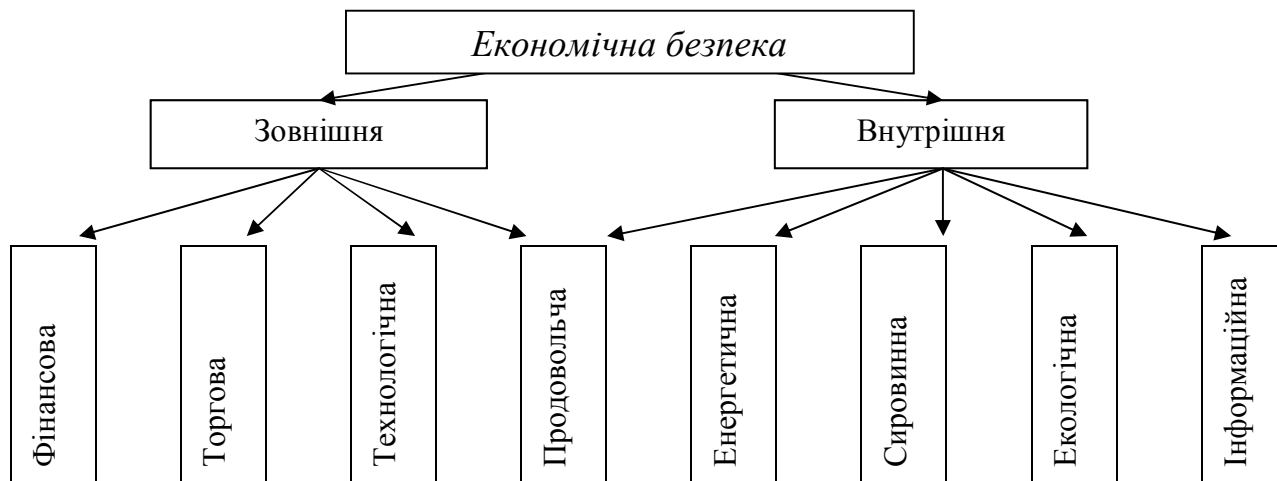 Економічна безпека
Зовнішня
Внутрішня
Фінансова
Торгова
Технологічна
Продовольча
Енергетична
Сировинна
Екологічна
Інформаційна